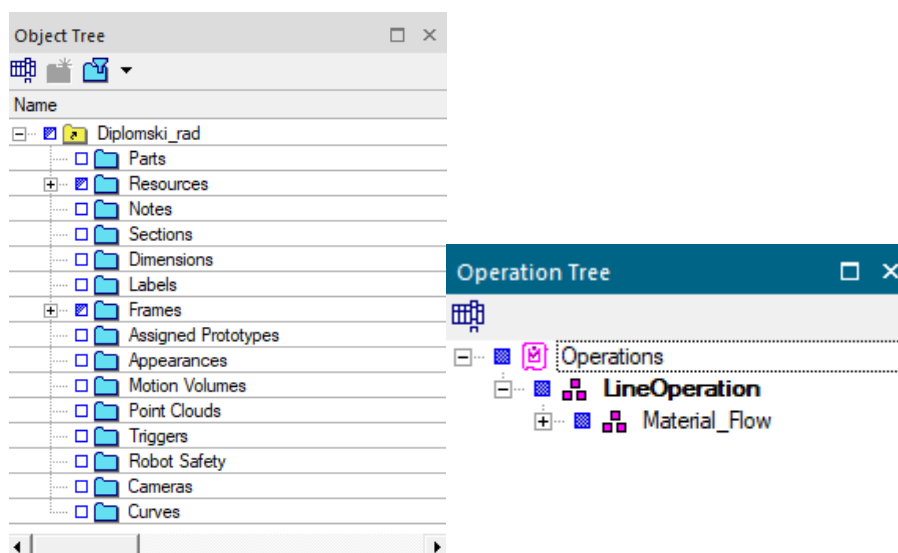 Object Tree
Name
Diplomski_rad
Parts
Resources
Notes
Sections
Dimensions
Labels
Frames
Assigned Prototypes
Appearances
Motion Volumes
Point Clouds
Triggers
Robot Safety
Cameras
Curves
Operation Tree
Operations
LineOperation
Material_Flow